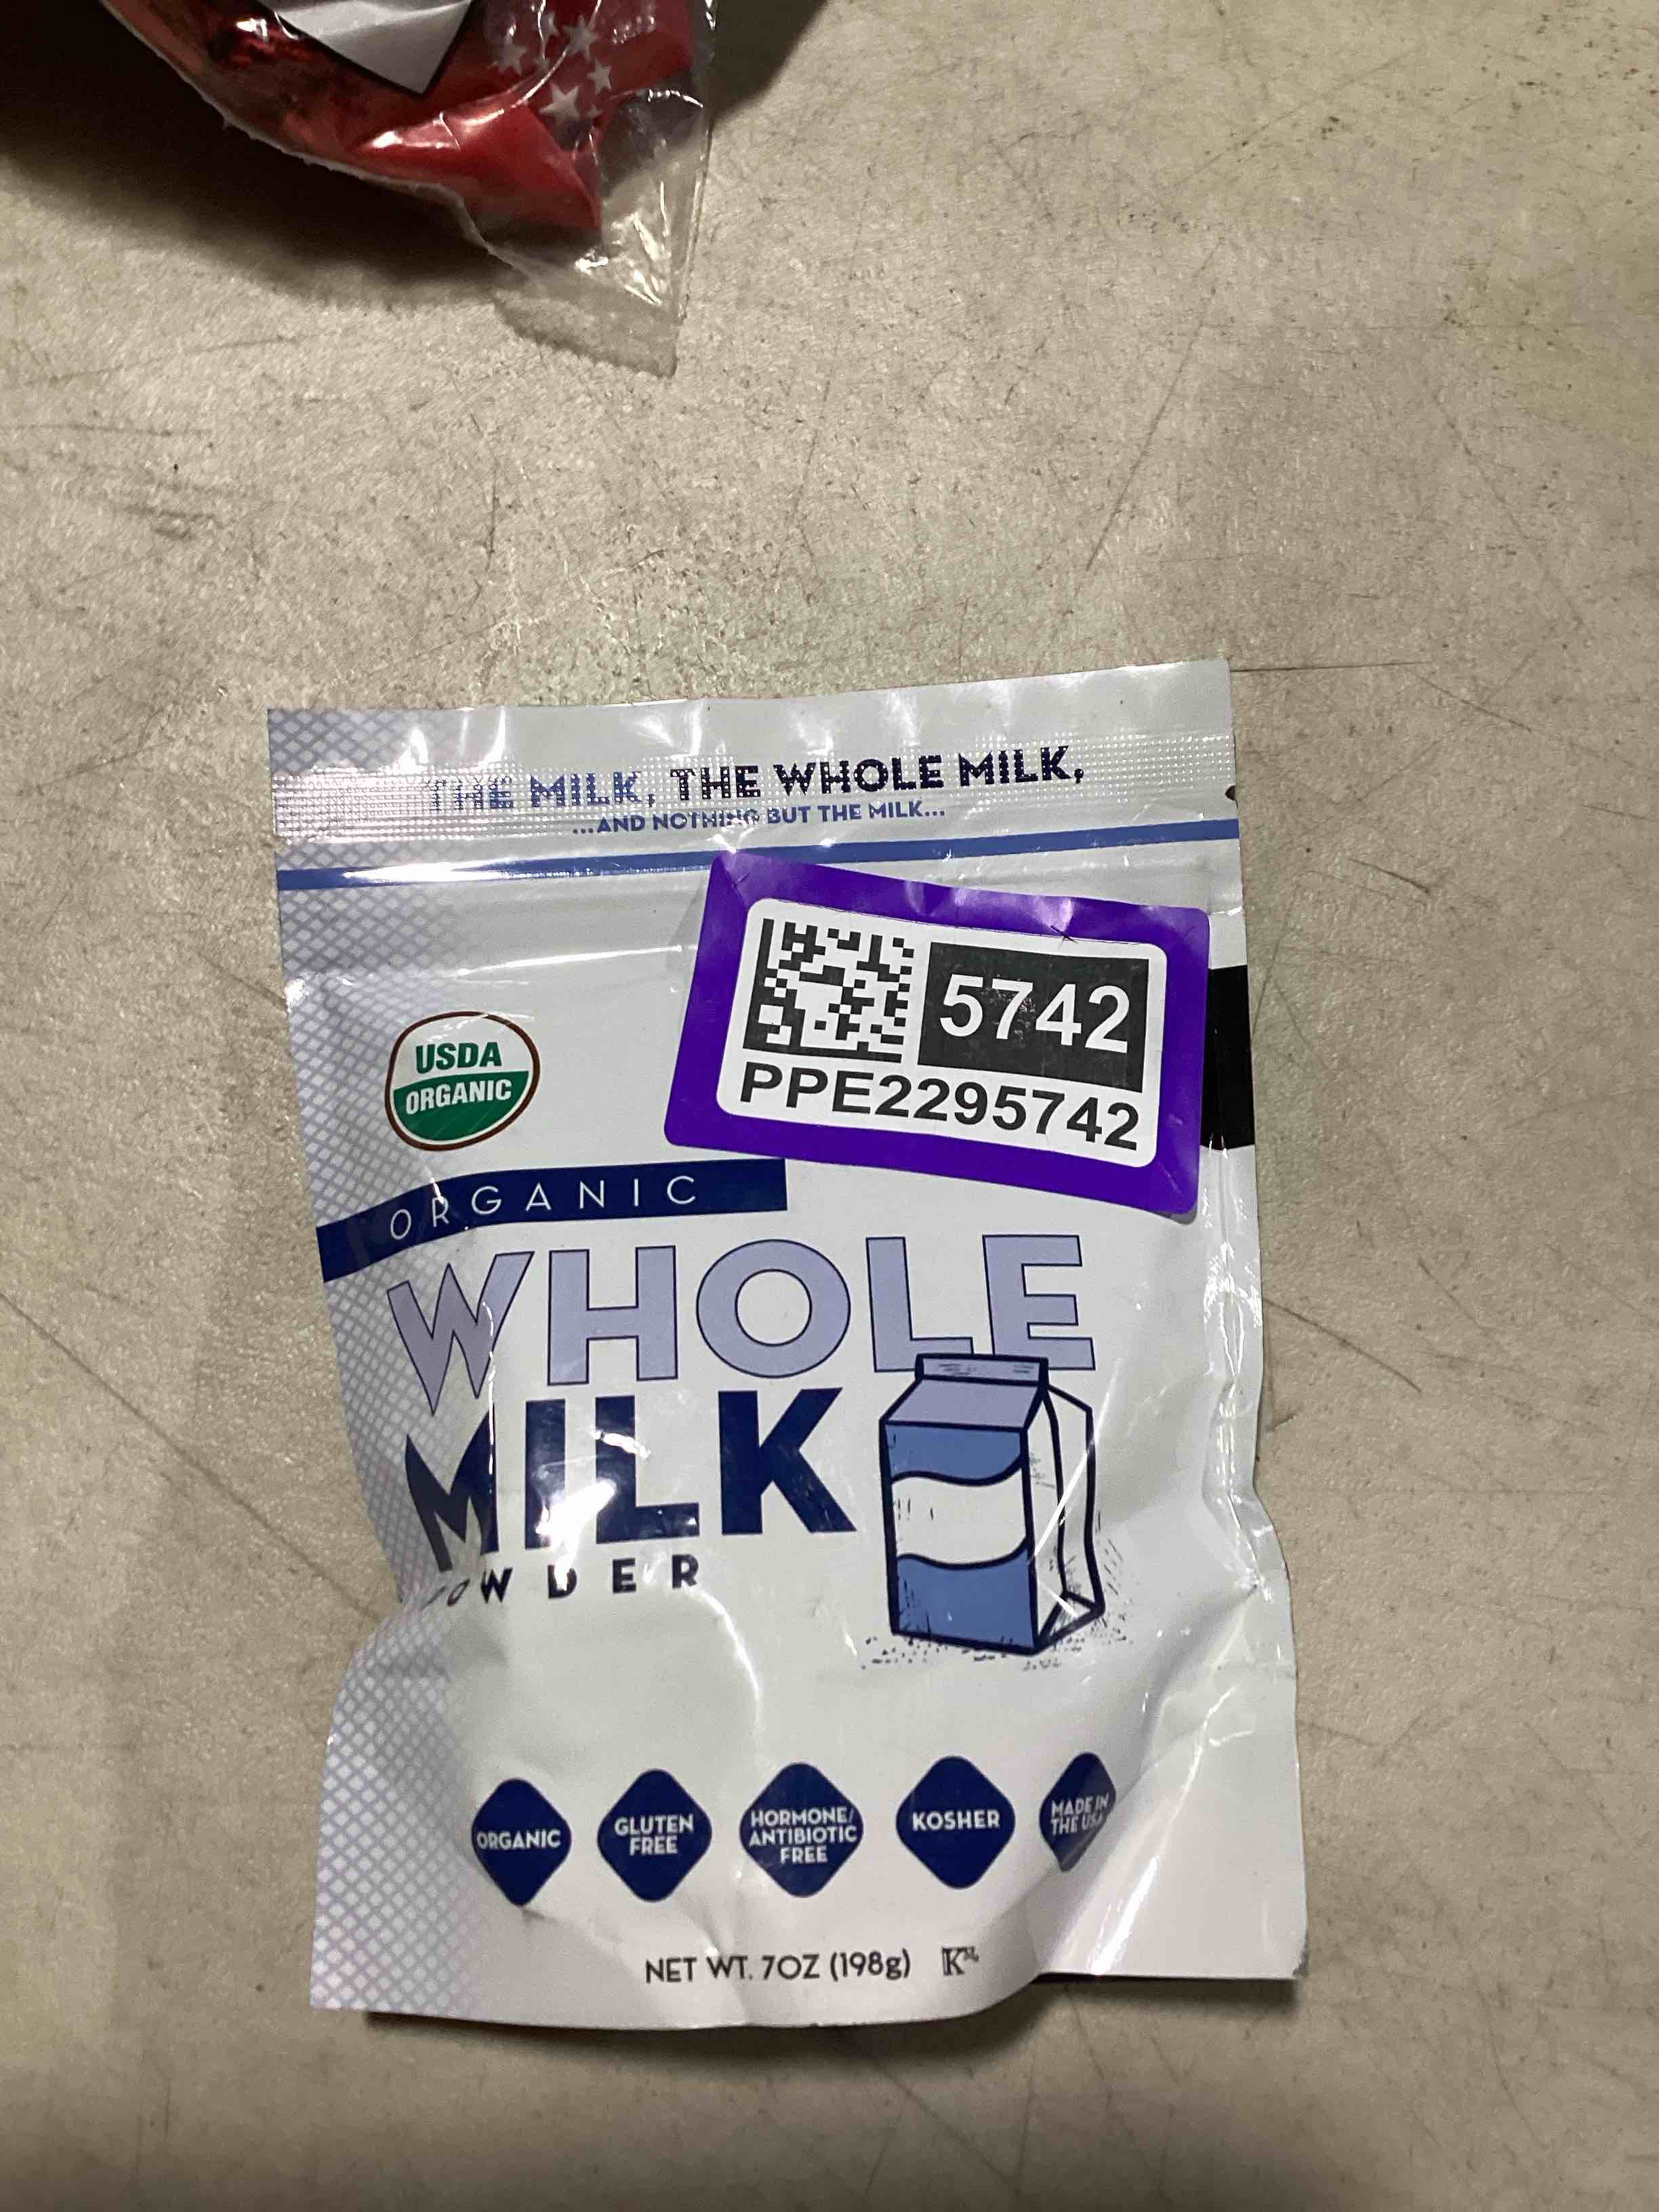 THE MILK, THE WHOLE MILK,
...AND NOTHING BUT THE MILK...
5742
PPE2295742
USDA
ORGANIC
ORGANIC
WHOLE
MILK
POWDER
ORGANIC
GLUTEN
FREE
HORMONE/
ANTIBIOTIC
FREE
KOSHER
MADE IN
THE USA
NET WT. 7OZ (198g)